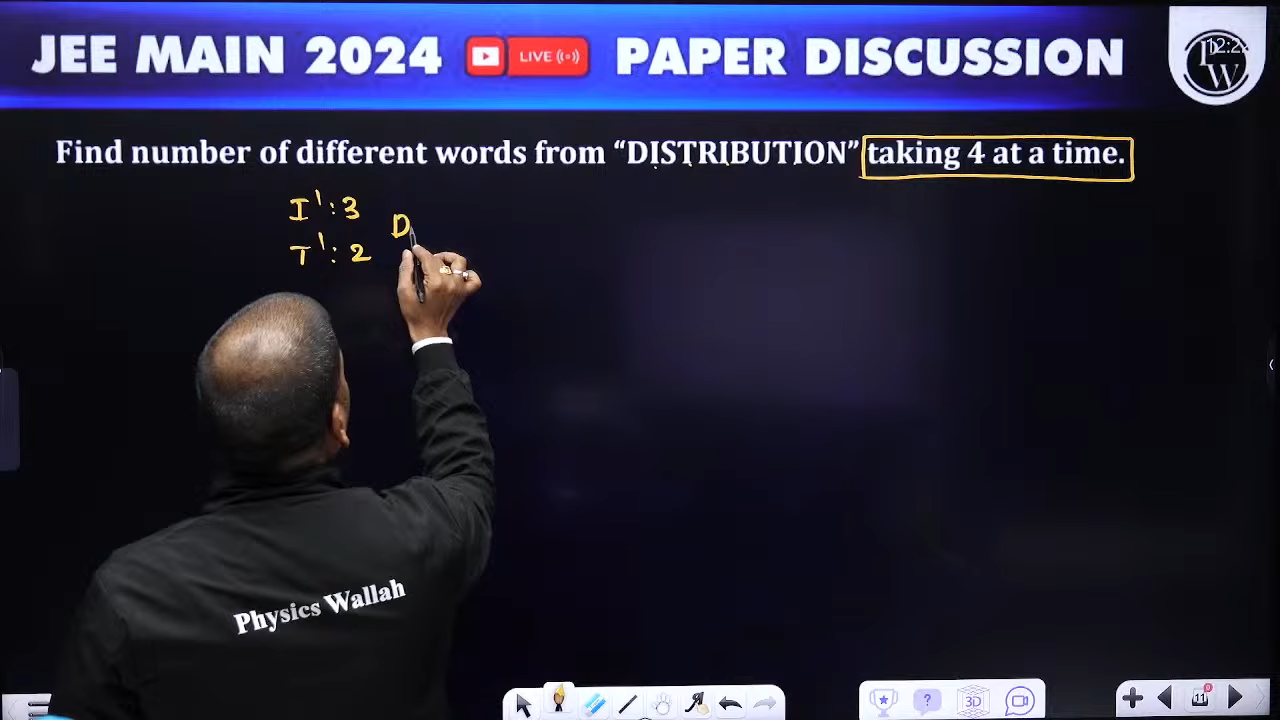 JEE MAIN 2024 LIVE PAPER DISCUSSION
Find number of different words from “DISTRIBUTION” taking 4 at a time.
I' : 3
T' : 2
D
Physics Wallah